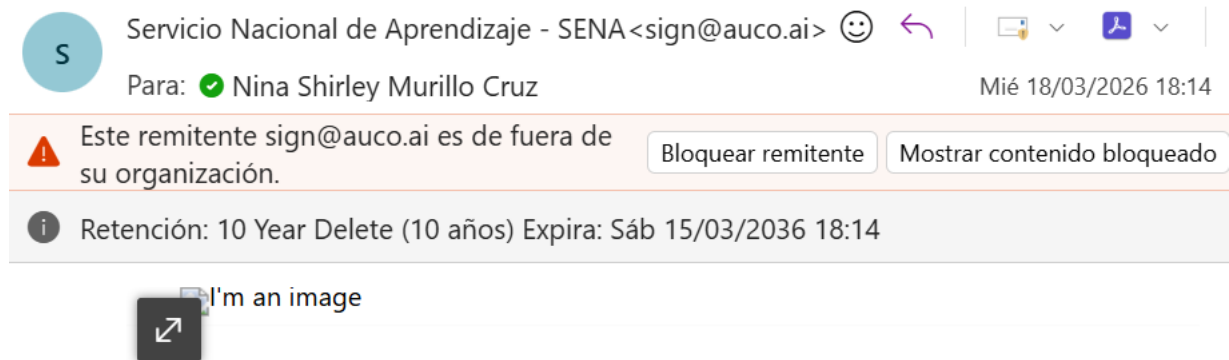 Servicio Nacional de Aprendizaje - SENA<sign@auco.ai>
S
Para: Nina Shirley Murillo Cruz
Mié 18/03/2026 18:14
Este remitente sign@auco.ai es de fuera de
su organización.
Bloquear remitente
Mostrar contenido bloqueado
Retención: 10 Year Delete (10 años) Expira: Sáb 15/03/2036 18:14
I'm an image